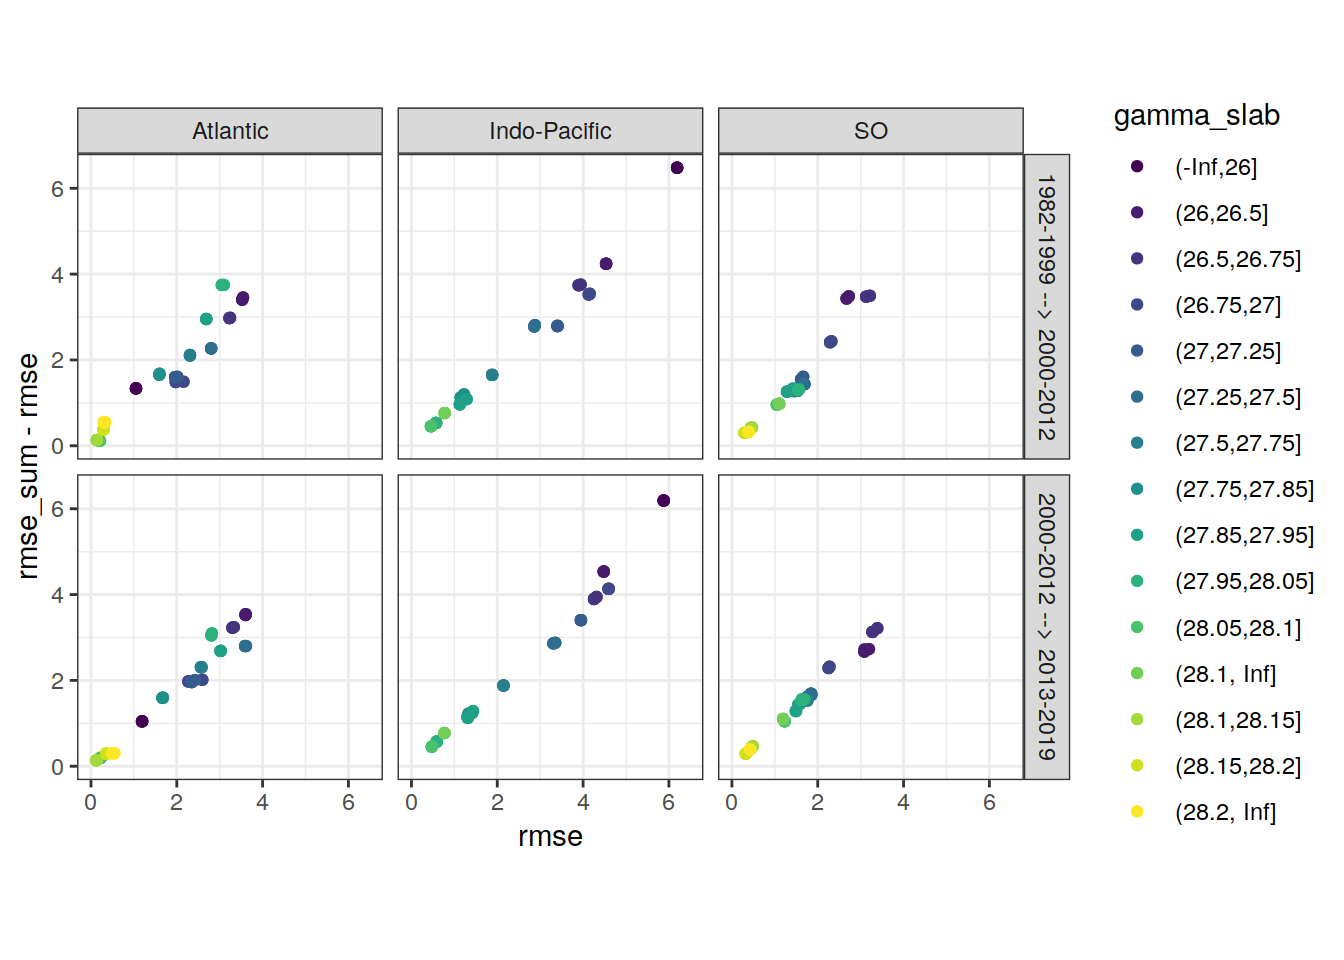 Atlantic
Indo-Pacific
SO
1982-1999 --> 2000-2012
2000-2012 --> 2013-2019
rmse_sum - rmse
6
4
2
0
6
4
2
0
0 2 4 6
0 2 4 6
0 2 4 6
rmse
gamma_slab
(-Inf,26]
(26,26.5]
(26.5,26.75]
(26.75,27]
(27,27.25]
(27.25,27.5]
(27.5,27.75]
(27.75,27.85]
(27.85,27.95]
(27.95,28.05]
(28.05,28.1]
(28.1, Inf]
(28.1,28.15]
(28.15,28.2]
(28.2, Inf]